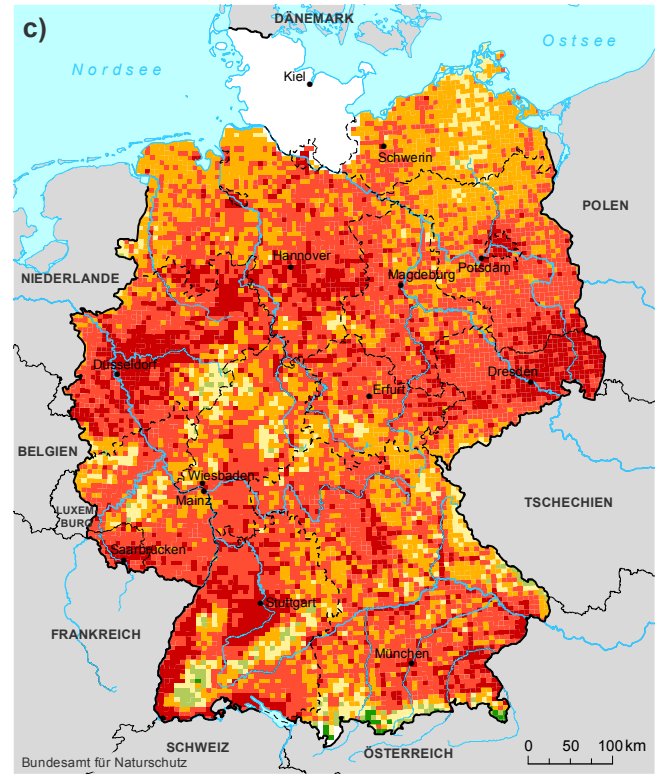 c)
DÄNEMARK
Nordsee
Ostsee
Kiel
Schwerin
POLEN
NIEDERLANDE
Hannover
Magdeburg
Potsdam
Düsseldorf
Dresden
Erfurt
BELGIEN
Wiesbaden
Mainz
LUXEM
BURG
TSCHECHIEN
Saarbrücken
Stuttgart
FRANKREICH
München
SCHWEIZ
ÖSTERREICH
0 50 100 km
Bundesamt für Naturschutz